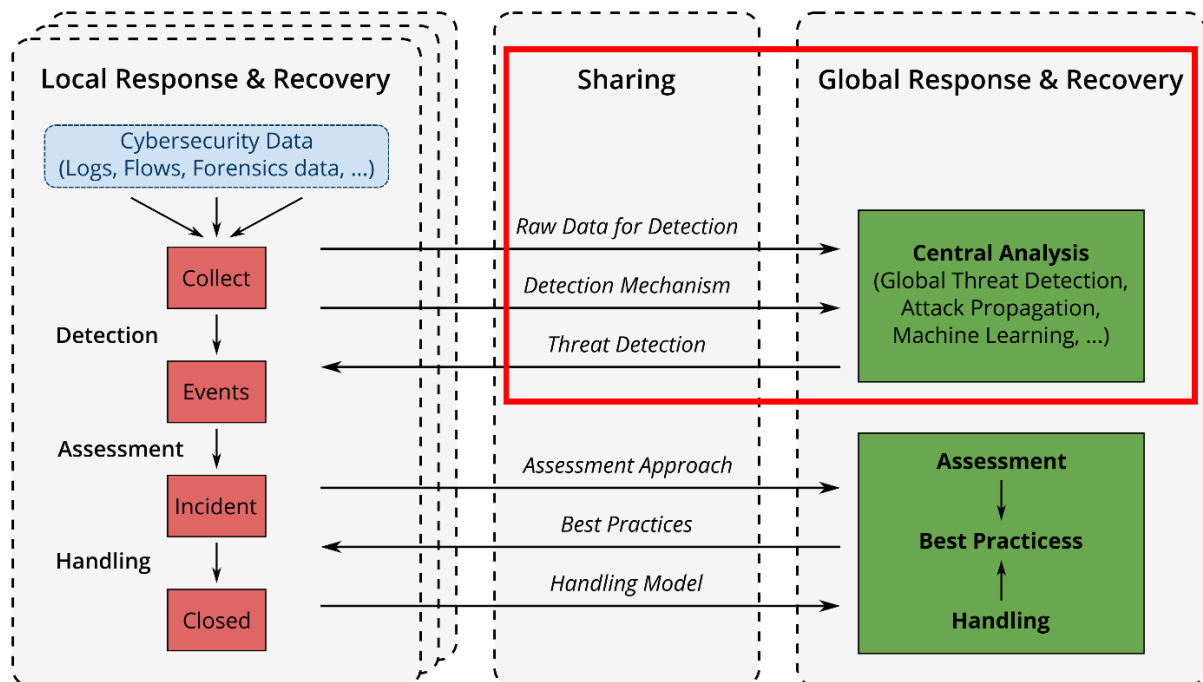 Local Response & Recovery
Cybersecurity Data
(Logs, Flows, Forensics data, ...)
Collect
Detection
Events
Assessment
Incident
Handling
Closed
Sharing
Raw Data for Detection
Detection Mechanism
Threat Detection
Assessment Approach
Best Practices
Handling Model
Global Response & Recovery
Central Analysis
(Global Threat Detection,
Attack Propagation,
Machine Learning, ...)
Assessment
Best Practicess
Handling